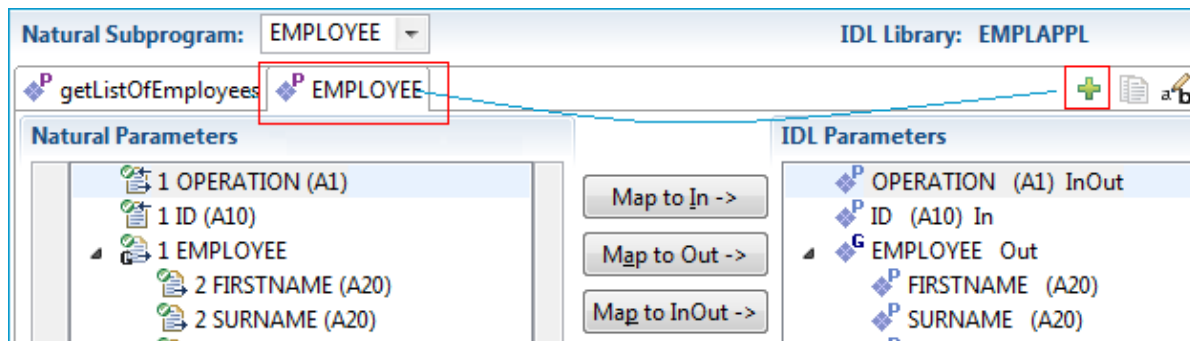 Natural Subprogram: EMPLOYEE IDL Library: EMPLAPPL
P getListOfEmployees P EMPLOYEE a b
Natural Parameters IDL Parameters
1 OPERATION (A1) Map to In -> P OPERATION (A1) InOut
1 ID (A10) P ID (A10) In
G 1 EMPLOYEE Map to Out -> G EMPLOYEE Out
2 FIRSTNAME (A20) P FIRSTNAME (A20)
2 SURNAME (A20) Map to InOut -> P SURNAME (A20)